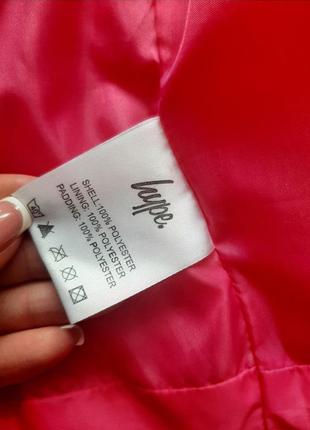 hype.
SHELL:100% POLYESTER
LINING: 100% POLYESTER
PADDING: 100% POLYESTER